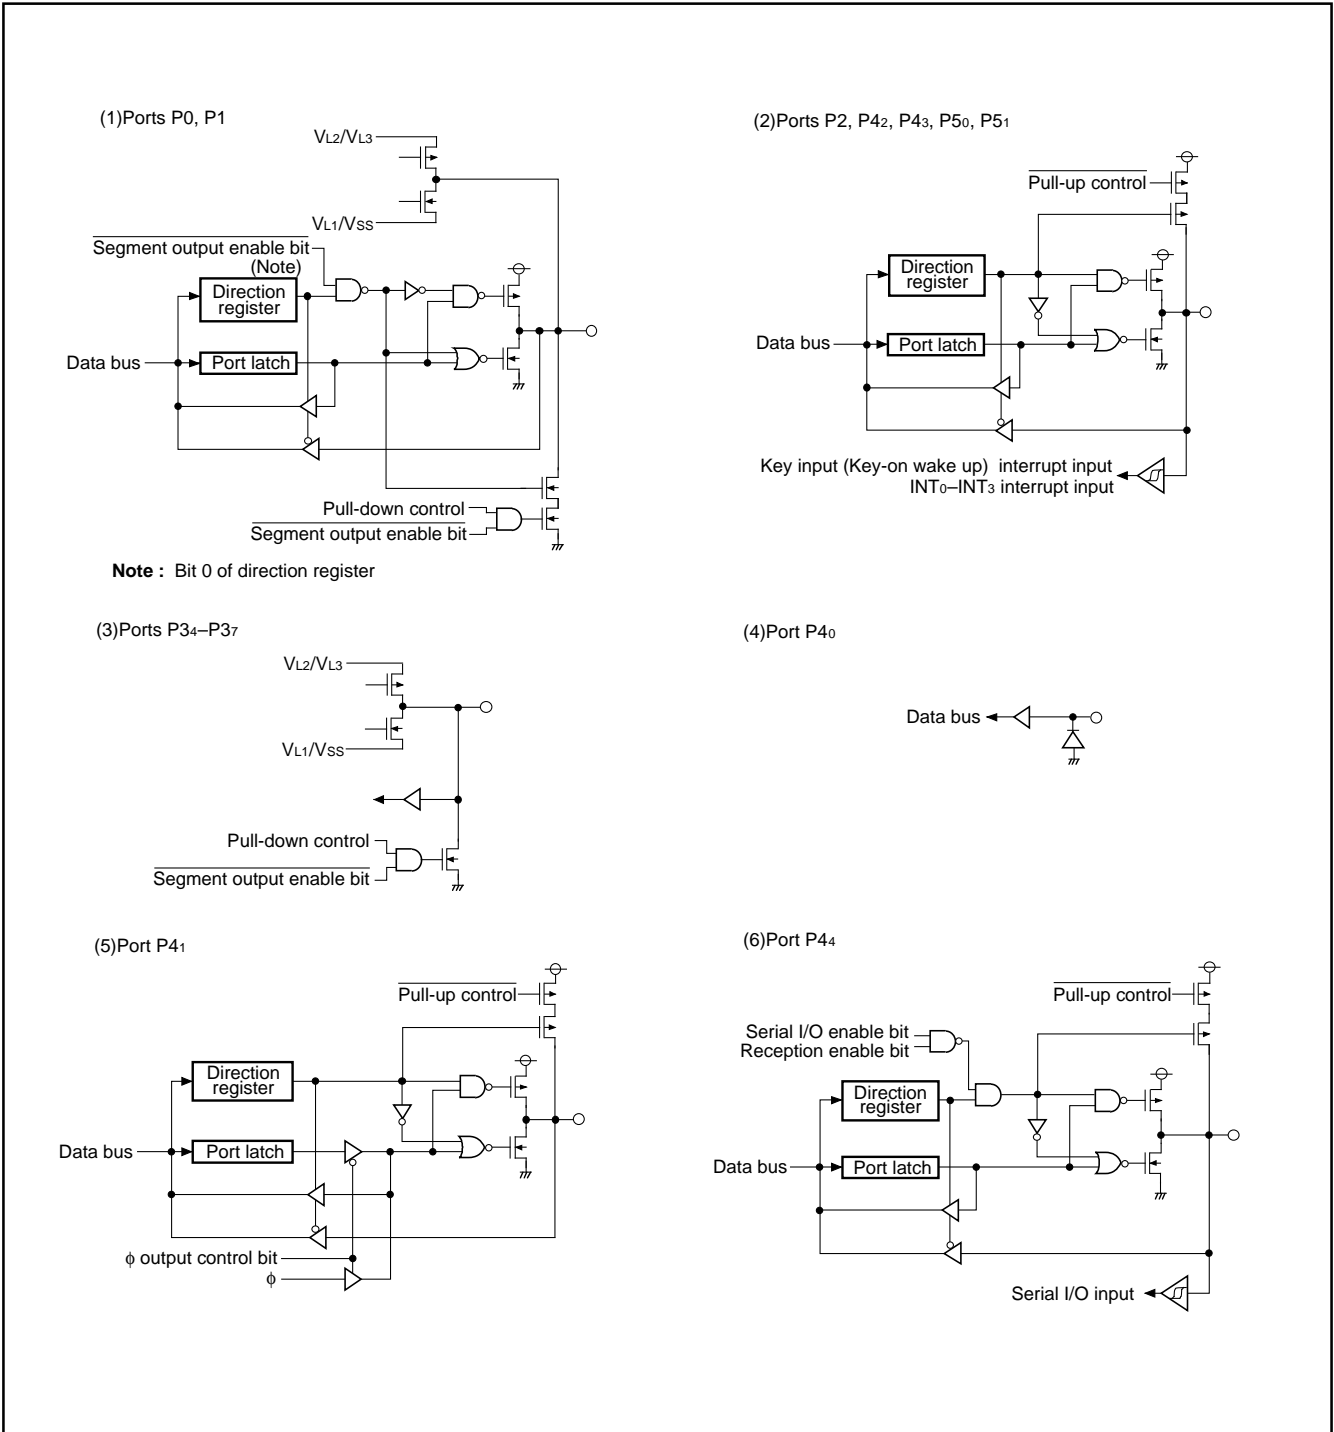 (1)Ports P0, P1
VL2/VL3
VL1/VSS
Segment output enable bit
(Note)
Direction
register
Data bus
Port latch
Pull-down control
Segment output enable bit
Note : Bit 0 of direction register
(2)Ports P2, P42, P43, P50, P51
Pull-up control
Direction
register
Data bus
Port latch
Key input (Key-on wake up) interrupt input
INT0–INT3 interrupt input
(3)Ports P34–P37
VL2/VL3
VL1/VSS
Pull-down control
Segment output enable bit
(4)Port P40
Data bus
(5)Port P41
Pull-up control
Direction
register
Data bus
Port latch
ϕ output control bit
ϕ
(6)Port P44
Pull-up control
Serial I/O enable bit
Reception enable bit
Direction
register
Data bus
Port latch
Serial I/O input